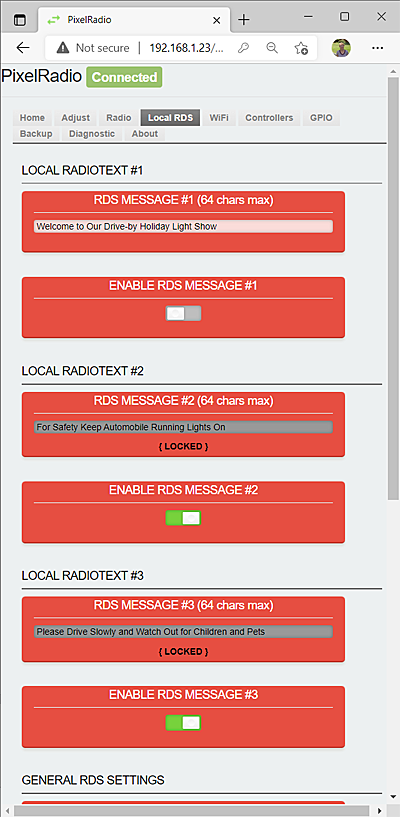 PixelRadio
Not secure | 192.168.1.23/...
PixelRadio Connected
Home Adjust Radio Local RDS WiFi Controllers GPIO
Backup Diagnostic About
LOCAL RADIOTEXT #1
RDS MESSAGE #1 (64 chars max)
Welcome to Our Drive-by Holiday Light Show
ENABLE RDS MESSAGE #1
LOCAL RADIOTEXT #2
RDS MESSAGE #2 (64 chars max)
For Safety Keep Automobile Running Lights On
{ LOCKED }
ENABLE RDS MESSAGE #2
LOCAL RADIOTEXT #3
RDS MESSAGE #3 (64 chars max)
Please Drive Slowly and Watch Out for Children and Pets
{ LOCKED }
ENABLE RDS MESSAGE #3
GENERAL RDS SETTINGS